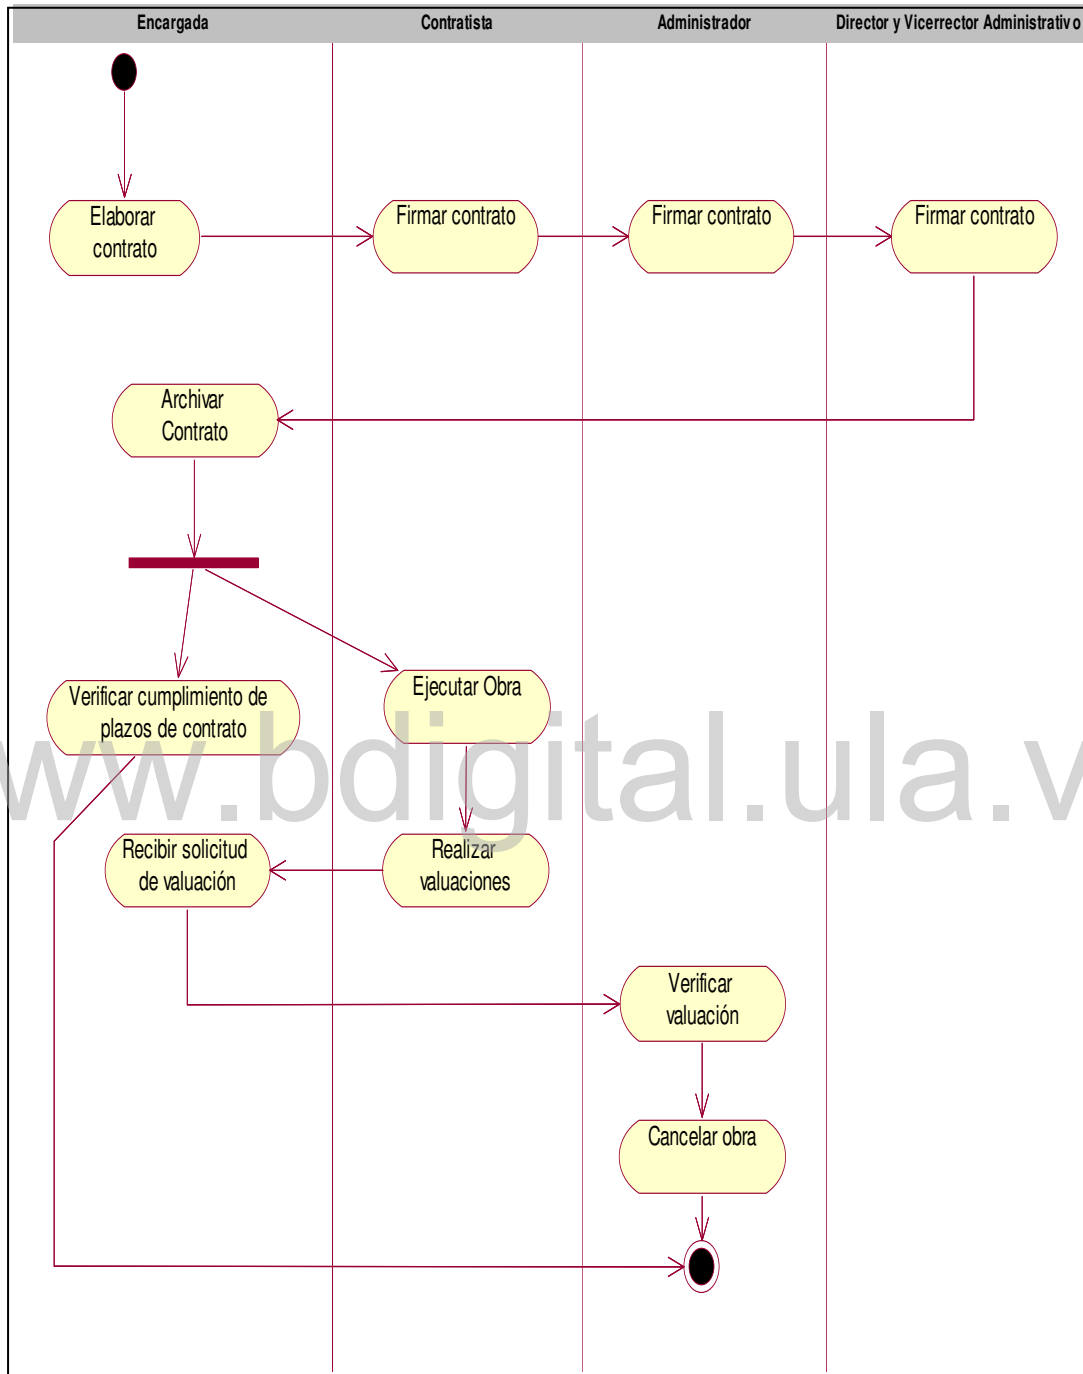 Encargada
Contratista
Administrador
Director y Vicerrector Administrativo
Elaborar
contrato
Firmar contrato
Firmar contrato
Firmar contrato
Archivar
Contrato
Verificar cumplimiento de
plazos de contrato
Ejecutar Obra
www.bdigital.ula.v
Recibir solicitud
de valuación
Realizar
valuaciones
Verificar
valuación
Cancelar obra